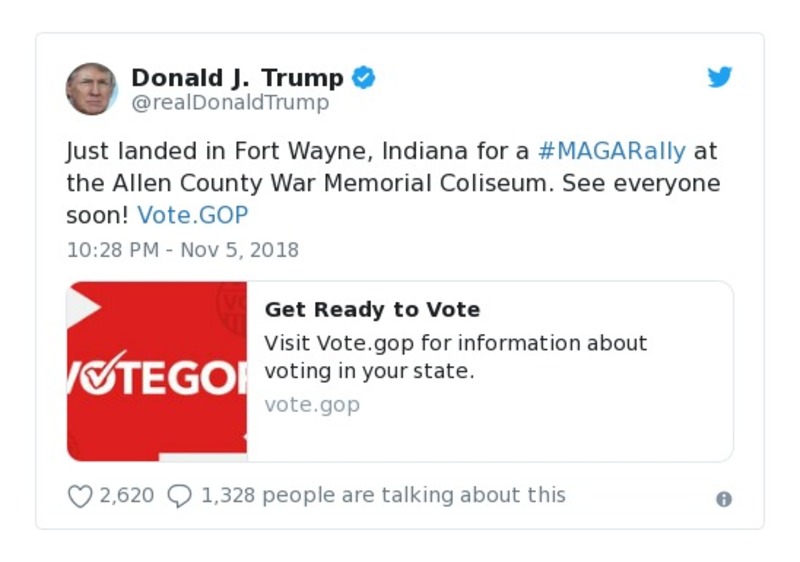 Donald J. Trump
@realDonaldTrump
Just landed in Fort Wayne, Indiana for a #MAGARally at
the Allen County War Memorial Coliseum. See everyone
soon! Vote.GOP
10:28 PM - Nov 5, 2018
VOTEGOP
Get Ready to Vote
Visit Vote.gop for information about
voting in your state.
vote.gop
2,620 1,328 people are talking about this